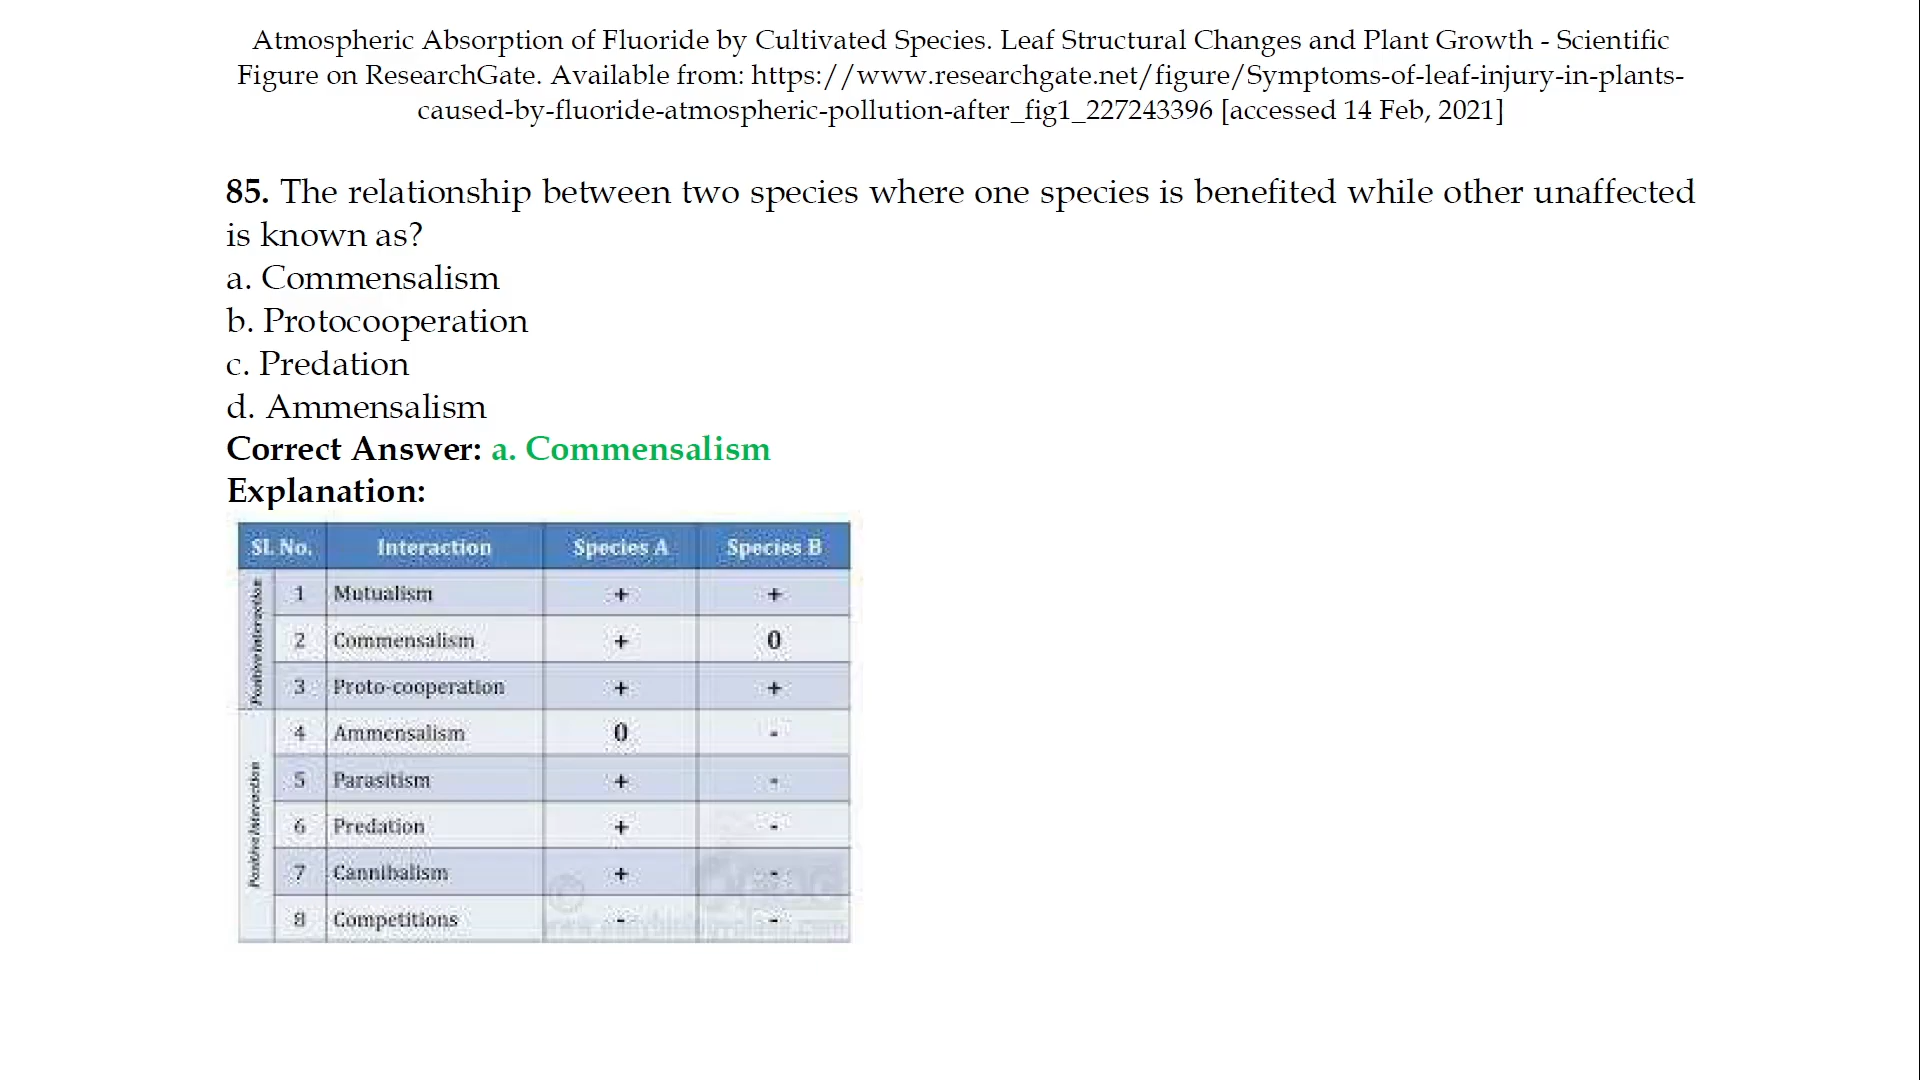 Atmospheric Absorption of Fluoride by Cultivated Species. Leaf Structural Changes and Plant Growth - Scientific
Figure on ResearchGate. Available from: https://www.researchgate.net/figure/Symptoms-of-leaf-injury-in-plants-
caused-by-fluoride-atmospheric-pollution-after_fig1_227243396 [accessed 14 Feb, 2021]
85. The relationship between two species where one species is benefited while other unaffected
is known as?
a. Commensalism
b. Protocooperation
c. Predation
d. Ammensalism
Correct Answer: a. Commensalism
Explanation:
Sl. No. Interaction Species A Species B
Positive Interaction
1 Mutualism + +
2 Commensalism + 0
3 Proto-cooperation + +
Positive Interaction
4 Ammensalism 0 -
5 Parasitism + -
6 Predation + -
7 Cannibalism + -
8 Competitions - -